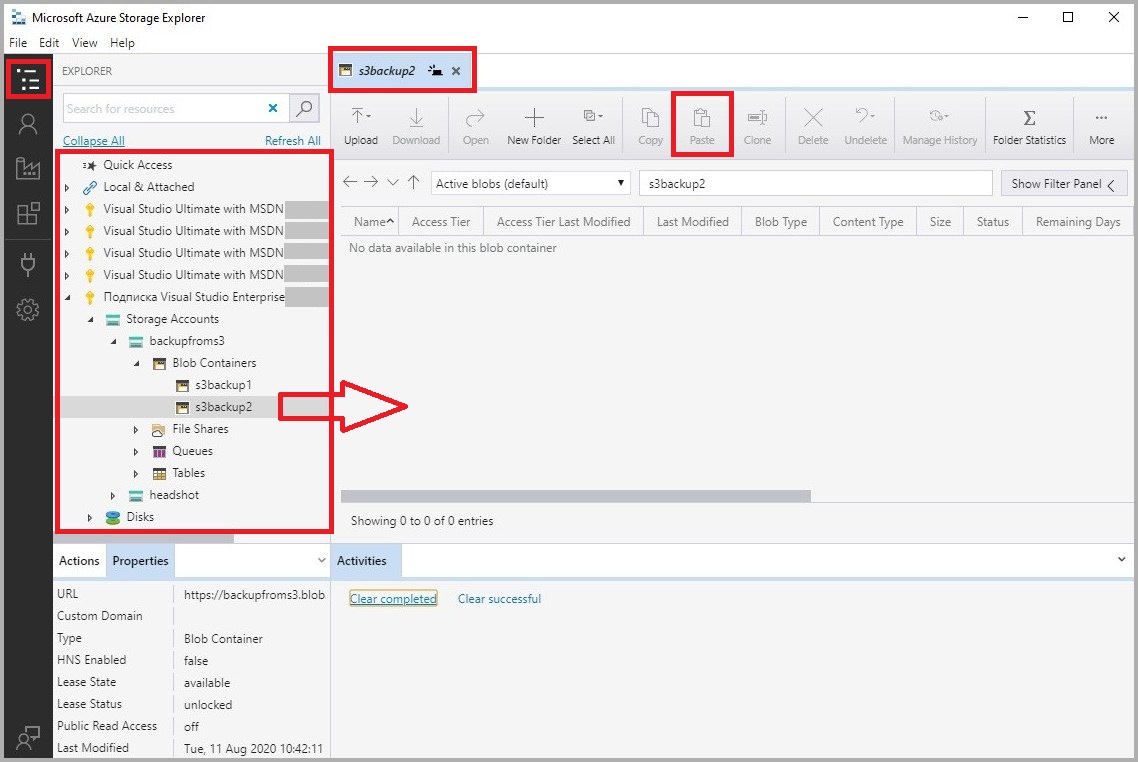 Microsoft Azure Storage Explorer
File Edit View Help
EXPLORER
Search for resources
Collapse All Refresh All
Quick Access
Local & Attached
Visual Studio Ultimate with MSDN
Visual Studio Ultimate with MSDN
Visual Studio Ultimate with MSDN
Visual Studio Ultimate with MSDN
Подписка Visual Studio Enterprise
Storage Accounts
backupfroms3
Blob Containers
s3backup1
s3backup2
File Shares
Queues
Tables
headshot
Disks
Actions Properties
URL https://backupfroms3.blob
Custom Domain
Type Blob Container
HNS Enabled false
Lease State available
Lease Status unlocked
Public Read Access off
Last Modified Tue, 11 Aug 2020 10:42:11
s3backup2
Upload Download Open New Folder Select All Copy Paste Clone Delete Undelete Manage History Folder Statistics More
Active blobs (default) s3backup2 Show Filter Panel
Name Access Tier Access Tier Last Modified Last Modified Blob Type Content Type Size Status Remaining Days
No data available in this blob container
Showing 0 to 0 of 0 entries
Activities
Clear completed Clear successful